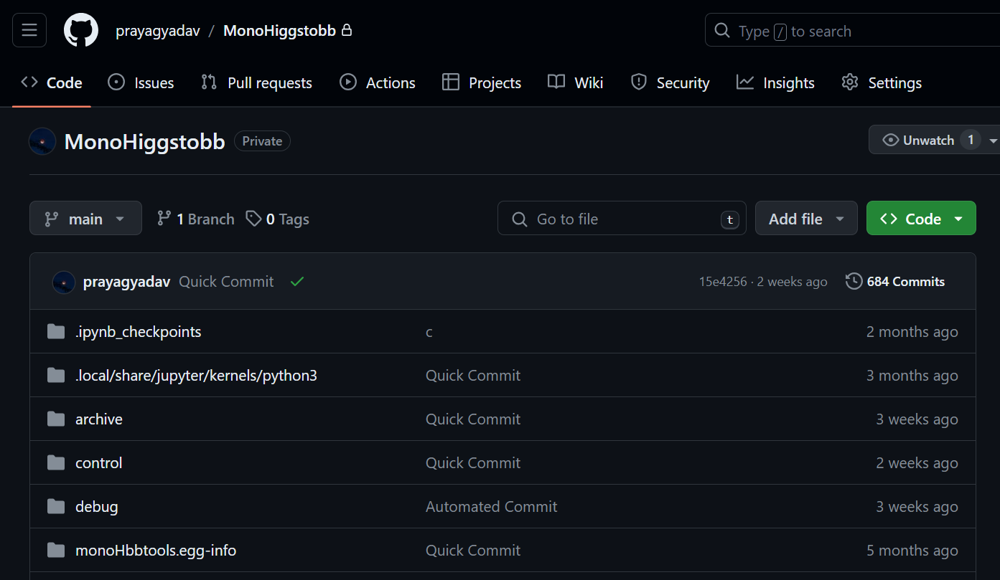 prayagyadav / MonoHiggstobb
Type / to search
Code Issues Pull requests Actions Projects Wiki Security Insights Settings
MonoHiggstobb Private
Unwatch 1
main 1 Branch 0 Tags
Go to file t
Add file
Code
prayagyadav Quick Commit 15e4256 · 2 weeks ago 684 Commits
.ipynb_checkpoints c 2 months ago
.local/share/jupyter/kernels/python3 Quick Commit 3 months ago
archive Quick Commit 3 weeks ago
control Quick Commit 2 weeks ago
debug Automated Commit 3 weeks ago
monoHbbtools.egg-info Quick Commit 5 months ago